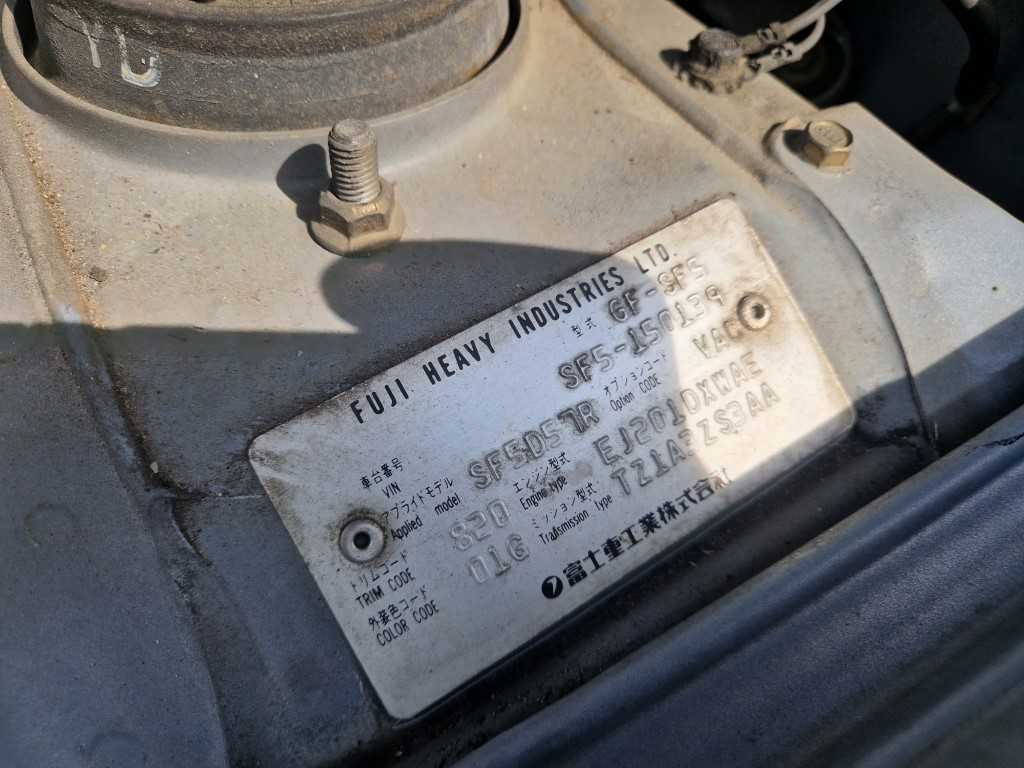 YD
FUJI HEAVY INDUSTRIES LTD.
型式 GF-SF5
車台番号 VIN SF5-150139
アプライドモデル Applied model SF5D57R オプションコード Option CODE
トリムコード TRIM CODE 820 エンジン型式 Engine type EJ201DXWAE
外装色コード COLOR CODE 01G ミッション型式 Transmission type
富士重工業株式会社